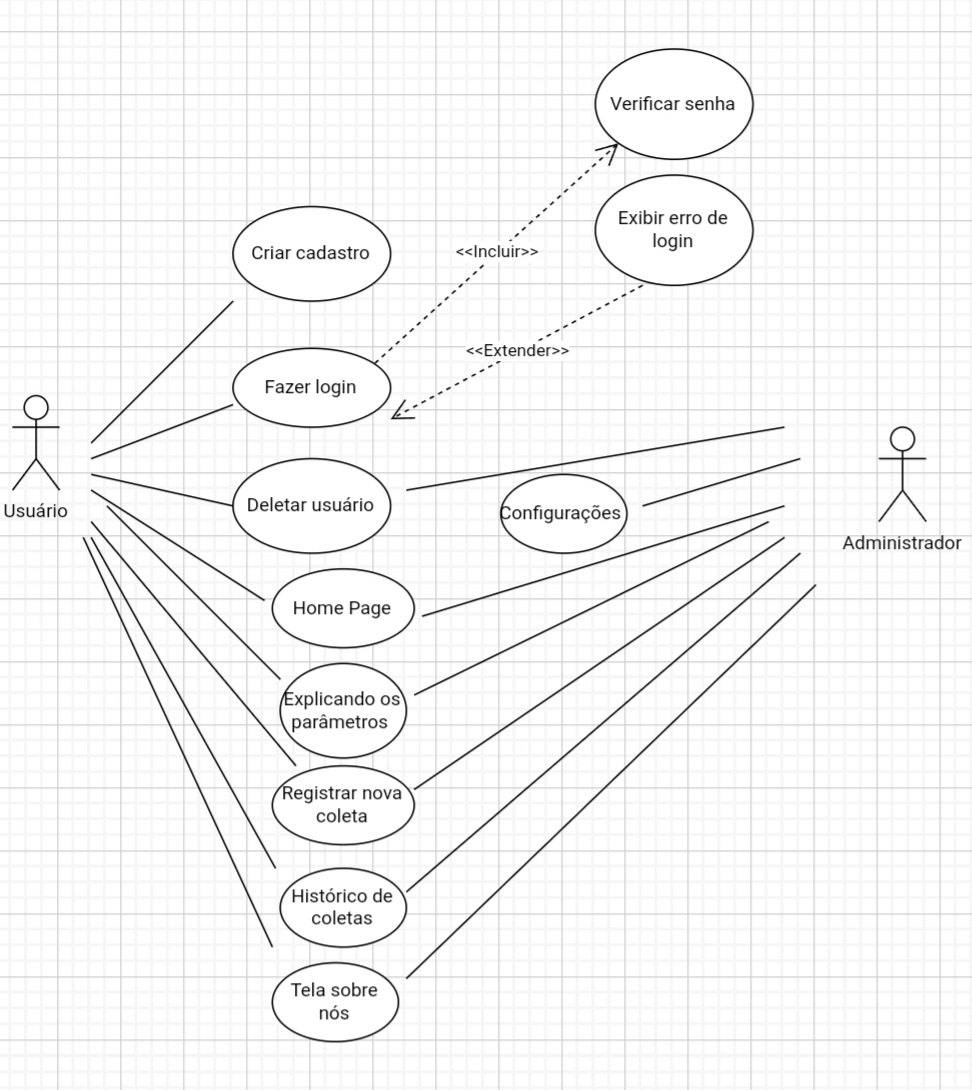 Verificar senha
Exibir erro de
login
Criar cadastro
<<Incluir>>
<<Extender>>
Fazer login
Usuário
Deletar usuário
Configurações
Administrador
Home Page
Explicando os
parâmetros
Registrar nova
coleta
Histórico de
coletas
Tela sobre
nós